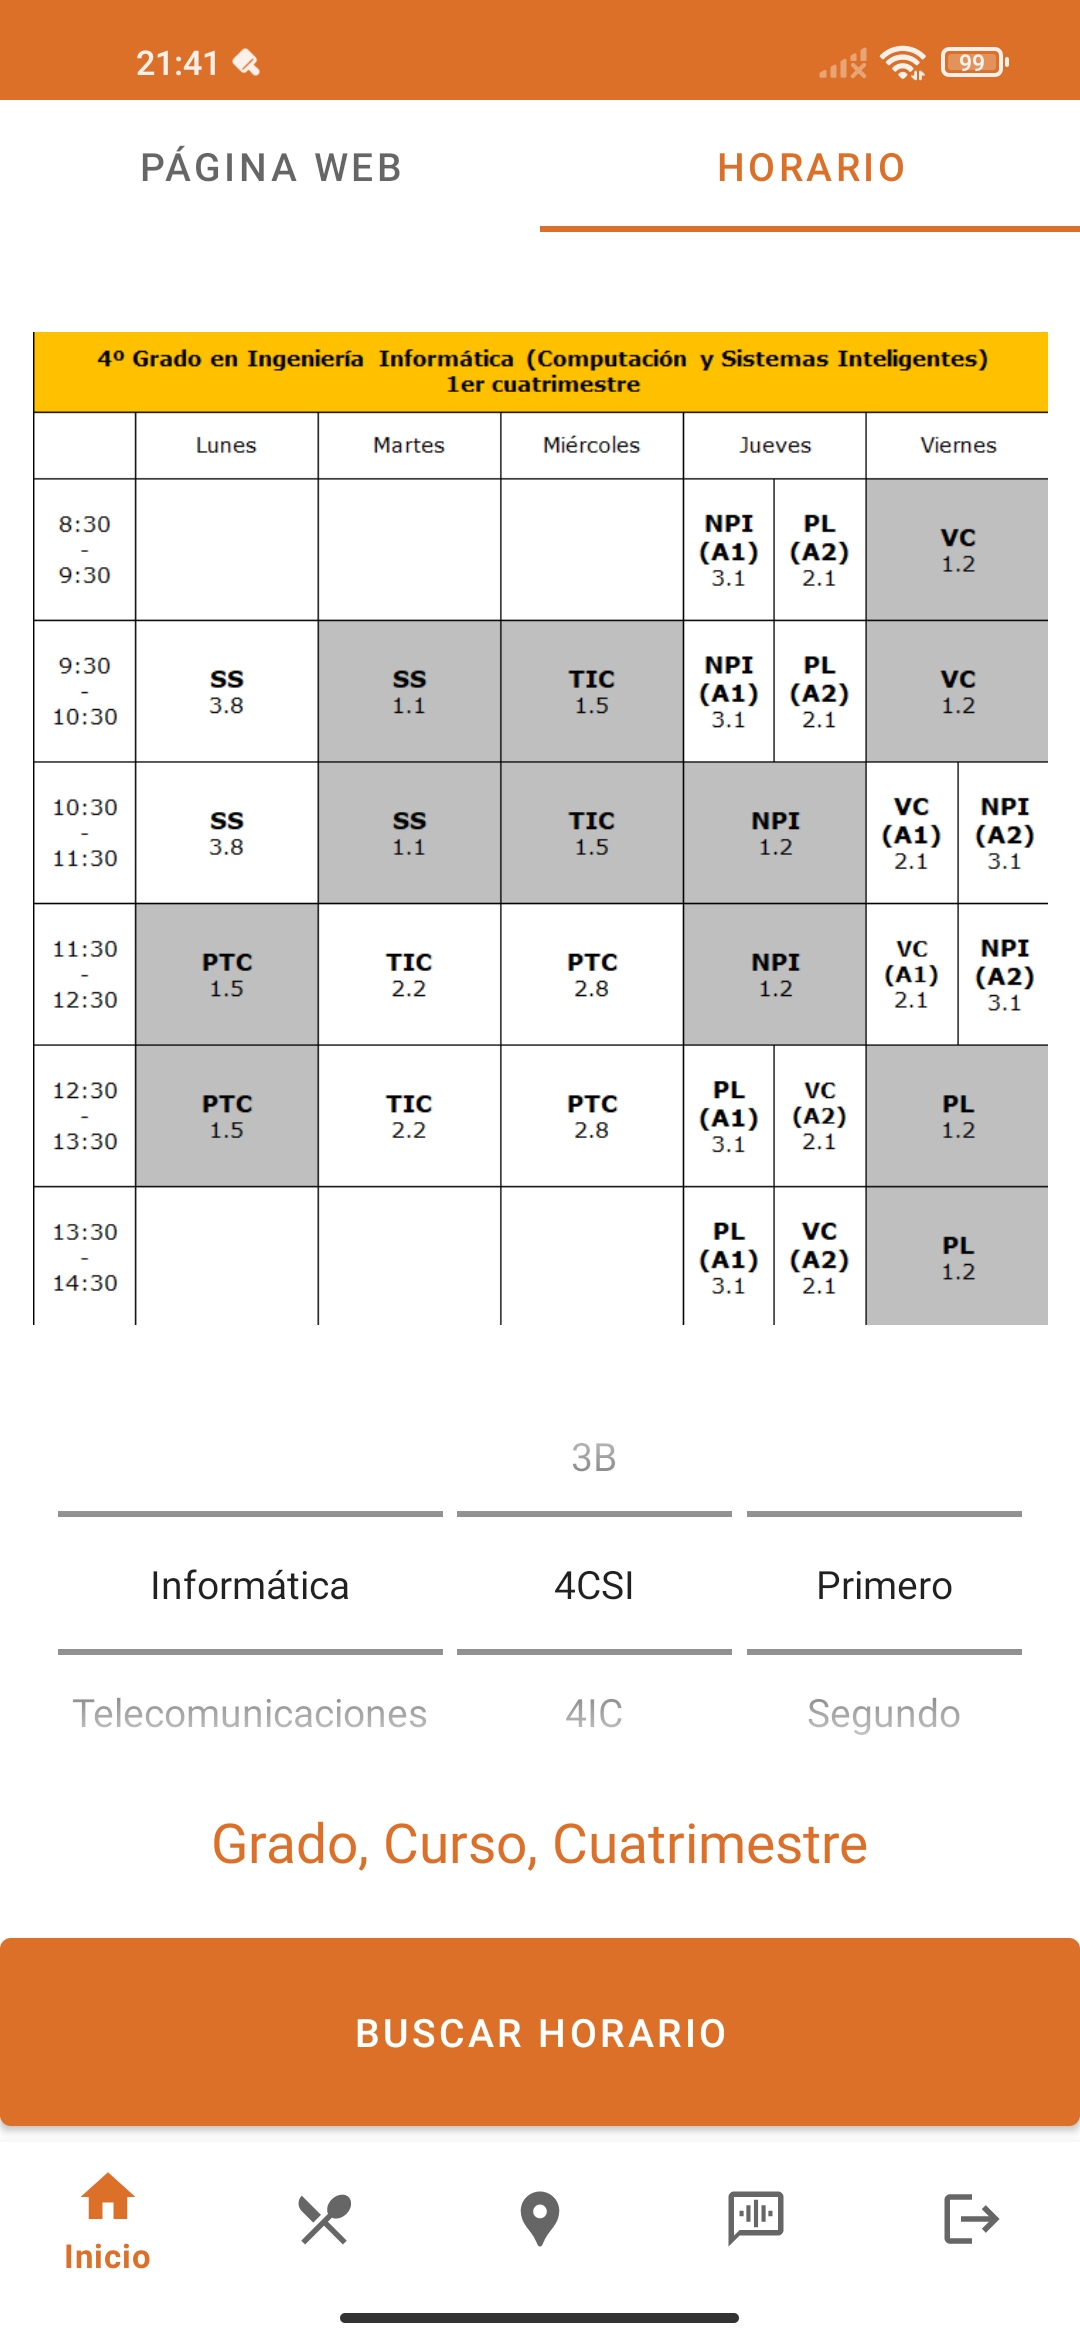 21:41
99
PÁGINA WEB
HORARIO
4º Grado en Ingeniería Informática (Computación y Sistemas Inteligentes)
1er cuatrimestre
Lunes Martes Miércoles Jueves Viernes
8:30
-
9:30
NPI
(A1)
3.1
PL
(A2)
2.1
VC
1.2
9:30
-
10:30
SS
3.8
SS
1.1
TIC
1.5
NPI
(A1)
3.1
PL
(A2)
2.1
VC
1.2
10:30
-
11:30
SS
3.8
SS
1.1
TIC
1.5
NPI
1.2
VC
(A1)
2.1
NPI
(A2)
3.1
11:30
-
12:30
PTC
1.5
TIC
2.2
PTC
2.8
NPI
1.2
VC
(A1)
2.1
NPI
(A2)
3.1
12:30
-
13:30
PTC
1.5
TIC
2.2
PTC
2.8
PL
(A1)
3.1
VC
(A2)
2.1
PL
1.2
13:30
-
14:30
PL
(A1)
3.1
VC
(A2)
2.1
PL
1.2
3B
Informática 4CSI Primero
Telecomunicaciones 4IC Segundo
Grado, Curso, Cuatrimestre
BUSCAR HORARIO
Inicio